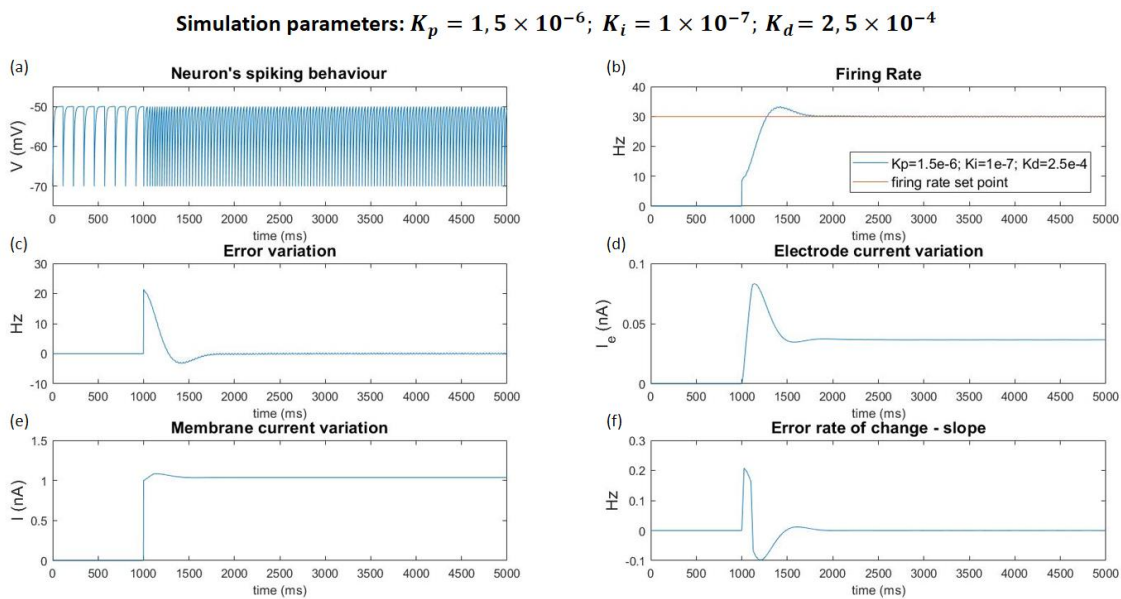 Simulation parameters: K_p = 1,5 × 10^−6; K_i = 1 × 10^−7; K_d = 2,5 × 10^−4
(a)
Neuron's spiking behaviour
V (mV)
-50
-60
-70
0 500 1000 1500 2000 2500 3000 3500 4000 4500 5000
time (ms)
(b)
Firing Rate
Hz
40
30
20
10
0
Kp=1.5e-6; Ki=1e-7; Kd=2.5e-4
firing rate set point
0 500 1000 1500 2000 2500 3000 3500 4000 4500 5000
time (ms)
(c)
Error variation
Hz
30
20
10
0
-10
0 500 1000 1500 2000 2500 3000 3500 4000 4500 5000
time (ms)
(d)
Electrode current variation
I_e (nA)
0.1
0.05
0
0 500 1000 1500 2000 2500 3000 3500 4000 4500 5000
time (ms)
(e)
Membrane current variation
I (nA)
1.5
1
0.5
0
0 500 1000 1500 2000 2500 3000 3500 4000 4500 5000
time (ms)
(f)
Error rate of change - slope
Hz
0.3
0.2
0.1
0
-0.1
0 500 1000 1500 2000 2500 3000 3500 4000 4500 5000
time (ms)